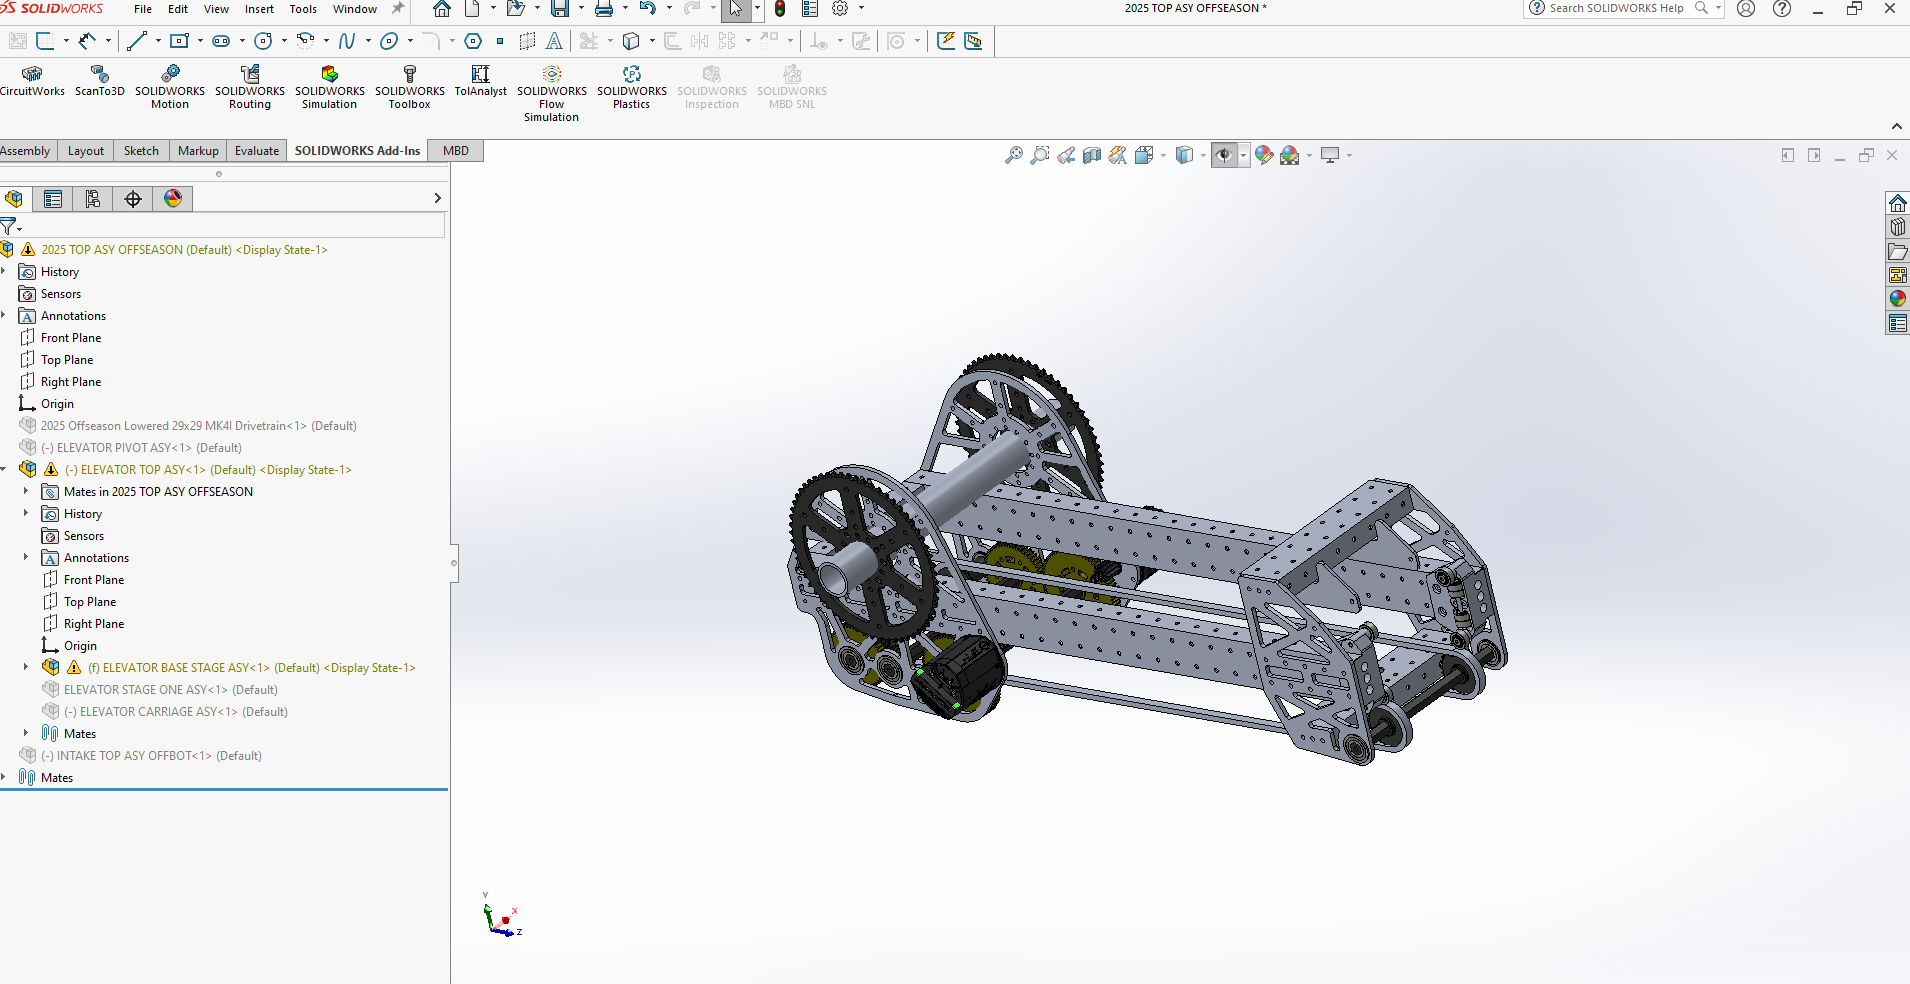 SOLIDWORKS File Edit View Insert Tools Window 2025 TOP ASY OFFSEASON * Search SOLIDWORKS Help
CircuitWorks ScanTo3D SOLIDWORKS Motion SOLIDWORKS Routing SOLIDWORKS Simulation SOLIDWORKS Toolbox TolAnalyst SOLIDWORKS Flow Simulation SOLIDWORKS Plastics SOLIDWORKS Inspection SOLIDWORKS MBD SNL
Assembly Layout Sketch Markup Evaluate SOLIDWORKS Add-Ins MBD
2025 TOP ASY OFFSEASON (Default) <Display State-1>
History
Sensors
Annotations
Front Plane
Top Plane
Right Plane
Origin
2025 Offseason Lowered 29x29 MK4I Drivetrain<1> (Default)
(-) ELEVATOR PIVOT ASY<1> (Default)
(-) ELEVATOR TOP ASY<1> (Default) <Display State-1>
Mates in 2025 TOP ASY OFFSEASON
History
Sensors
Annotations
Front Plane
Top Plane
Right Plane
Origin
(f) ELEVATOR BASE STAGE ASY<1> (Default) <Display State-1>
ELEVATOR STAGE ONE ASY<1> (Default)
(-) ELEVATOR CARRIAGE ASY<1> (Default)
Mates
(-) INTAKE TOP ASY OFFBOT<1> (Default)
Mates
Y
X
Z